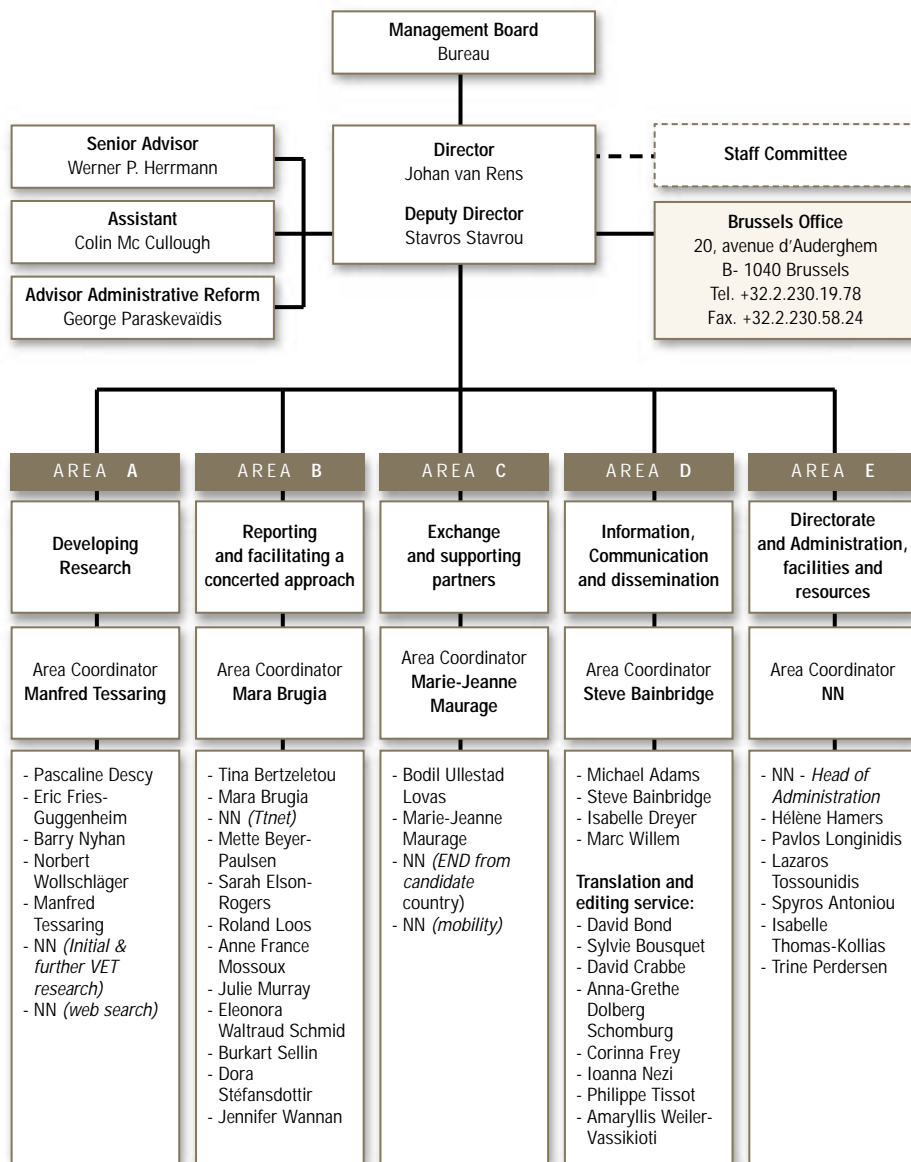 Management Board
Bureau
Senior Advisor
Werner P. Herrmann
Assistant
Colin Mc Cullough
Advisor Administrative Reform
George Paraskevaïdis
Director
Johan van Rens
Deputy Director
Stavros Stavrou
Staff Committee
Brussels Office
20, avenue d'Auderghem
B- 1040 Brussels
Tel. +32.2.230.19.78
Fax. +32.2.230.58.24
AREA A
Developing
Research
Area Coordinator
Manfred Tessaring
- Pascaline Descy
- Eric Fries-
Guggenheim
- Barry Nyhan
- Norbert
Wollschläger
- Manfred
Tessaring
- NN (Initial &
further VET
research)
- NN (web search)
AREA B
Reporting
and facilitating a
concerted approach
Area Coordinator
Mara Brugia
- Tina Bertzeletou
- Mara Brugia
- NN (Ttnet)
- Mette Beyer-
Paulsen
- Sarah Elson-
Rogers
- Roland Loos
- Anne France
Mossoux
- Julie Murray
- Eleonora
Waltraud Schmid
- Burkart Sellin
- Dora
Stéfansdottir
- Jennifer Wannan
AREA C
Exchange
and supporting
partners
Area Coordinator
Marie-Jeanne
Maurage
- Bodil Ullestad
Lovas
- Marie-Jeanne
Maurage
- NN (END from
candidate
country)
- NN (mobility)
AREA D
Information,
Communication
and dissemination
Area Coordinator
Steve Bainbridge
- Michael Adams
- Steve Bainbridge
- Isabelle Dreyer
- Marc Willem
Translation and
editing service:
- David Bond
- Sylvie Bousquet
- David Crabbe
- Anna-Grethe
Dolberg
Schomburg
- Corinna Frey
- Ioanna Nezi
- Philippe Tissot
- Amaryllis Weiler-
Vassikioti
AREA E
Directorate
and Administration,
facilities and
resources
Area Coordinator
NN
- NN - Head of
Administration
- Hélène Hamers
- Pavlos Longinidis
- Lazaros
Tossounidis
- Spyros Antoniou
- Isabelle
Thomas-Kollias
- Trine Perdersen